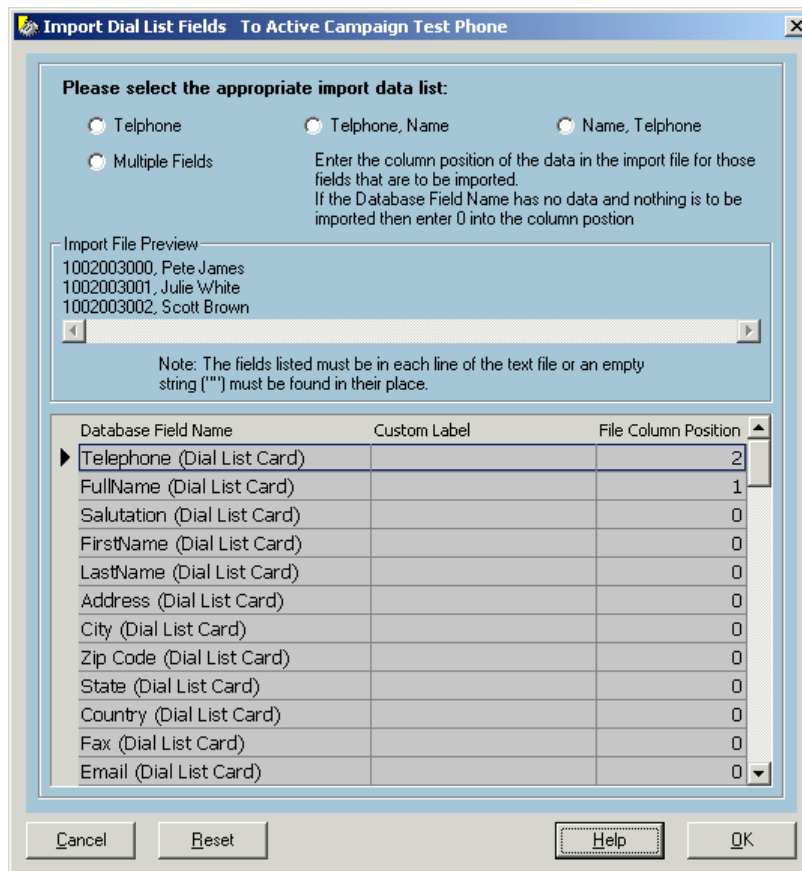 Import Dial List Fields To Active Campaign Test Phone
Please select the appropriate import data list:
Telphone
Telphone, Name
Name, Telphone
Multiple Fields
Enter the column position of the data in the import file for those
fields that are to be imported.
If the Database Field Name has no data and nothing is to be
imported then enter 0 into the column postion
Import File Preview
1002003000, Pete James
1002003001, Julie White
1002003002, Scott Brown
Note: The fields listed must be in each line of the text file or an empty
string ("") must be found in their place.
Database Field Name Custom Label File Column Position
Telephone (Dial List Card) 2
FullName (Dial List Card) 1
Salutation (Dial List Card) 0
FirstName (Dial List Card) 0
LastName (Dial List Card) 0
Address (Dial List Card) 0
City (Dial List Card) 0
Zip Code (Dial List Card) 0
State (Dial List Card) 0
Country (Dial List Card) 0
Fax (Dial List Card) 0
Email (Dial List Card) 0
Cancel Reset Help OK